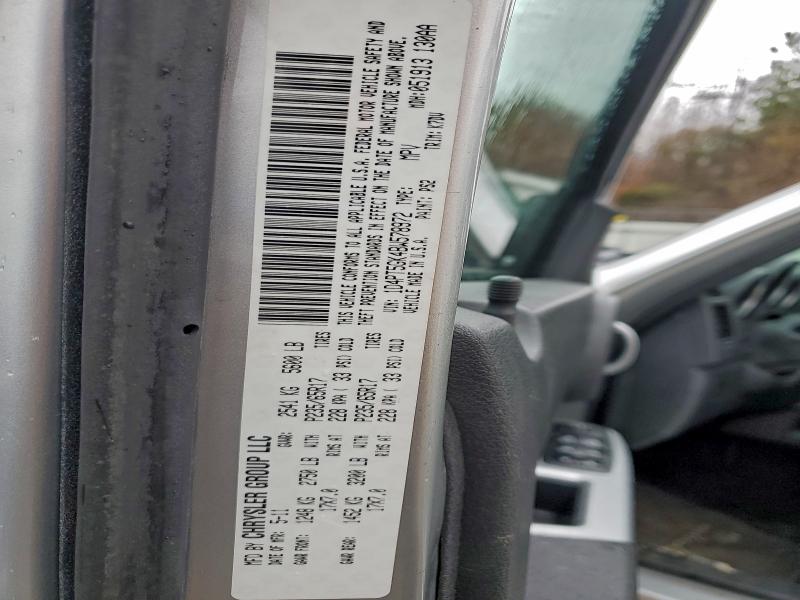 MFD BY CHRYSLER GROUP LLC
DATE OF MFR: 5-11 GVWR: 2541 KG 5600 LB
GAWR FRONT: 1248 KG 2750 LB WITH P235/65R17 TIRES
17X7.0 RIMS AT 228 KPA ( 33 PSI) COLD
GAWR REAR: 1452 KG 3200 LB WITH P235/65R17 TIRES
17X7.0 RIMS AT 228 KPA ( 33 PSI) COLD
THIS VEHICLE CONFORMS TO ALL APPLICABLE U.S.A. FEDERAL MOTOR VEHICLE SAFETY AND
THEFT PREVENTION STANDARDS IN EFFECT ON THE DATE OF MANUFACTURE SHOWN ABOVE.
VIN: 1D4PT5GK4BW578972 TYPE: MPV MDH:051913 130AA
VEHICLE MADE IN U.S.A. PAINT: PS2 TRIM: K7DV